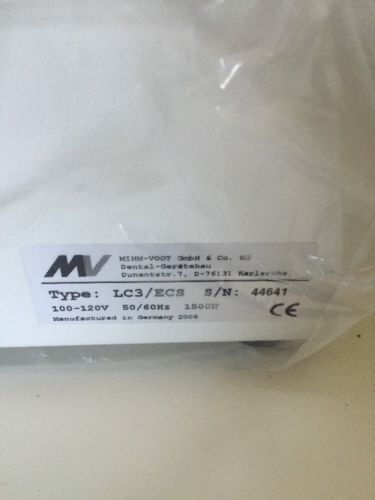 MV
MIHM-VOGT GmbH & Co. KG
Dental-Gerätebau
Dunantstr.7, D-76131 Karlsruhe
Type: LC3/ECS S/N: 44641
100-120V 50/60Hz 1500W
Manufactured in Germany 2006
CE